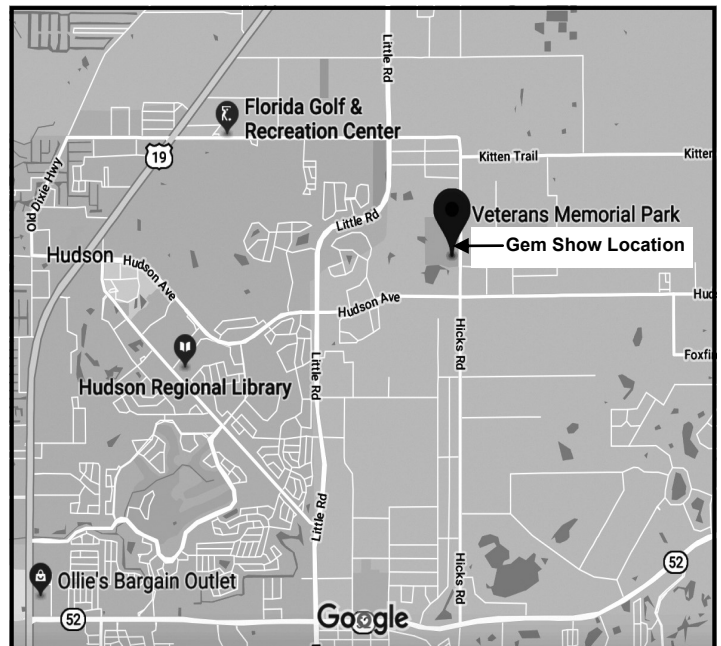 Little Rd
Florida Golf &
Recreation Center
19
Kitten Trail
Kitten
Old Dixie Hwy
Little Rd
Veterans Memorial Park
Gem Show Location
Hudson
Hudson Ave
Hudson Ave
Hicks Rd
Little Rd
Hudson Regional Library
Little Rd
Hicks Rd
52
Ollie's Bargain Outlet
52
Google